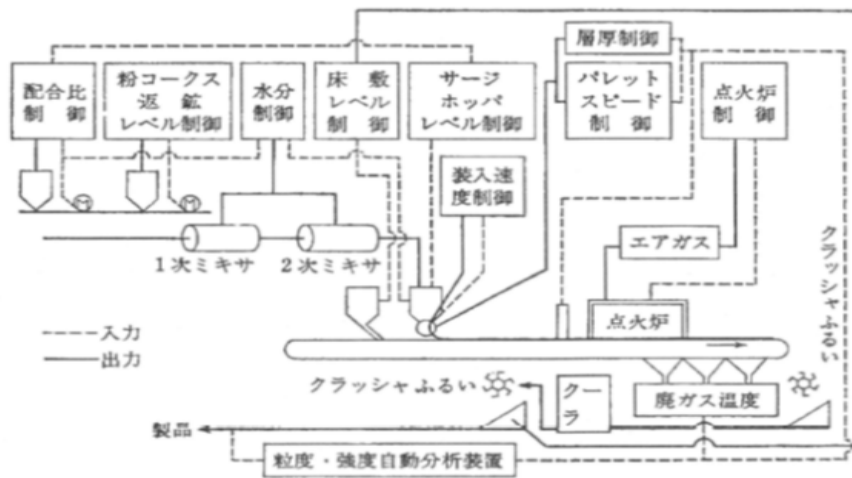 配合比
制御
粉コークス
返鉱
レベル制御
水分
制御
床敷
レベル
制御
サージ
ホッパ
レベル制御
層厚制御
パレット
スピード
制御
点火炉
制御
装入速
度制御
エアガス
クラッシャふるい
1次ミキサ
2次ミキサ
点火炉
入力
出力
クラッシャふるい
クー
ラ
廃ガス温度
製品
粒度・強度自動分析装置